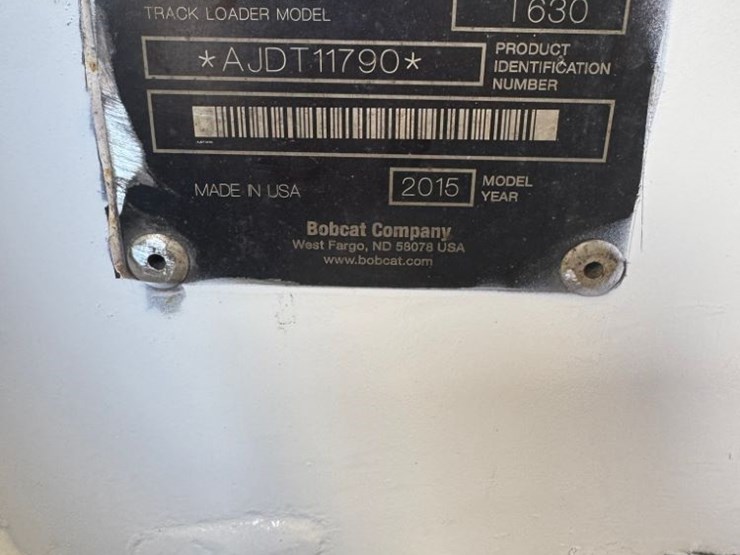 TRACK LOADER MODEL T630
*AJDT11790* PRODUCT
IDENTIFICATION
NUMBER
MADE IN USA 2015 MODEL
YEAR
Bobcat Company
West Fargo, ND 58078 USA
www.bobcat.com